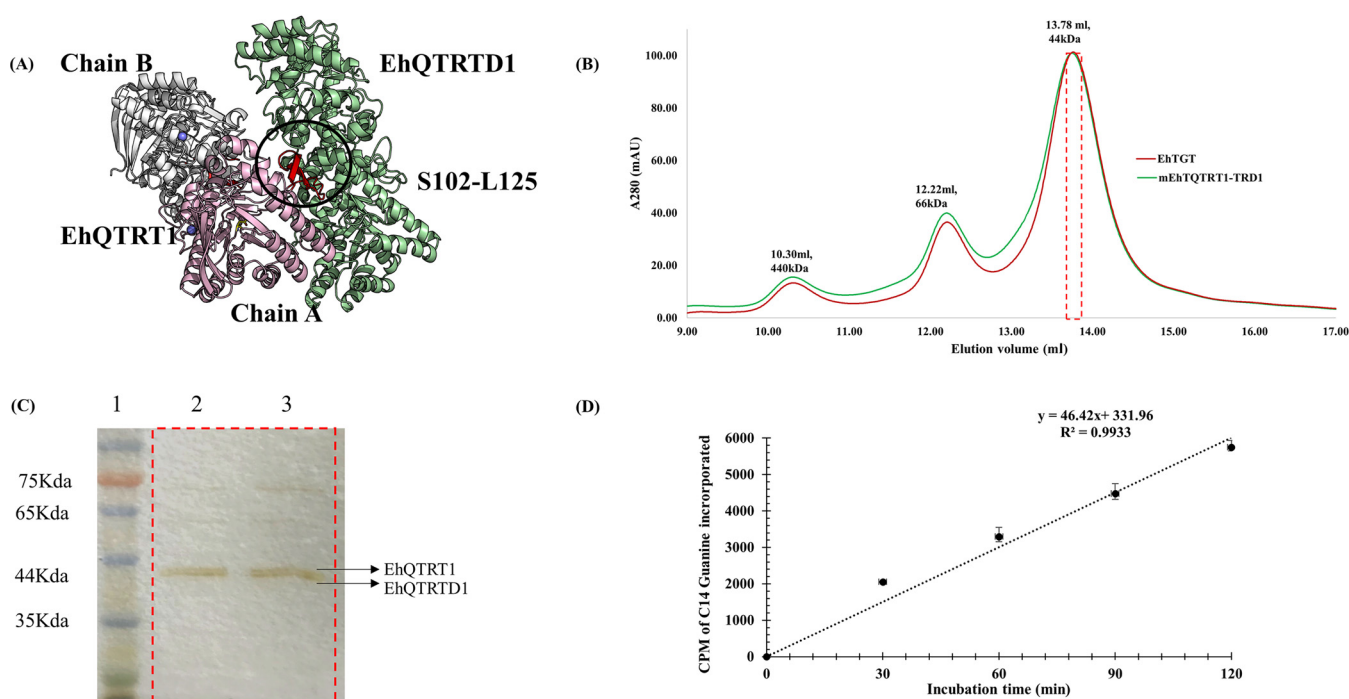 (A)
Chain B
EhQTRTD1
S102-L125
EhQTRT1
Chain A
(B)
13.78 ml,
44kDa
12.22ml,
66kDa
10.30ml,
440kDa
A280 (mAU)
100.00
80.00
60.00
40.00
20.00
0.00
EhTGT
mEhTQTRT1-TRD1
9.00 10.00 11.00 12.00 13.00 14.00 15.00 16.00 17.00
Elution volume (ml)
(C)
1 2 3
75Kda
65Kda
44Kda
35Kda
EhQTRT1
EhQTRTD1
(D)
y = 46.42x+ 331.96
R² = 0.9933
CPM of C14 Guanine incrorporated
6000
5000
4000
3000
2000
1000
0
0 30 60 90 120
Incubation time (min)